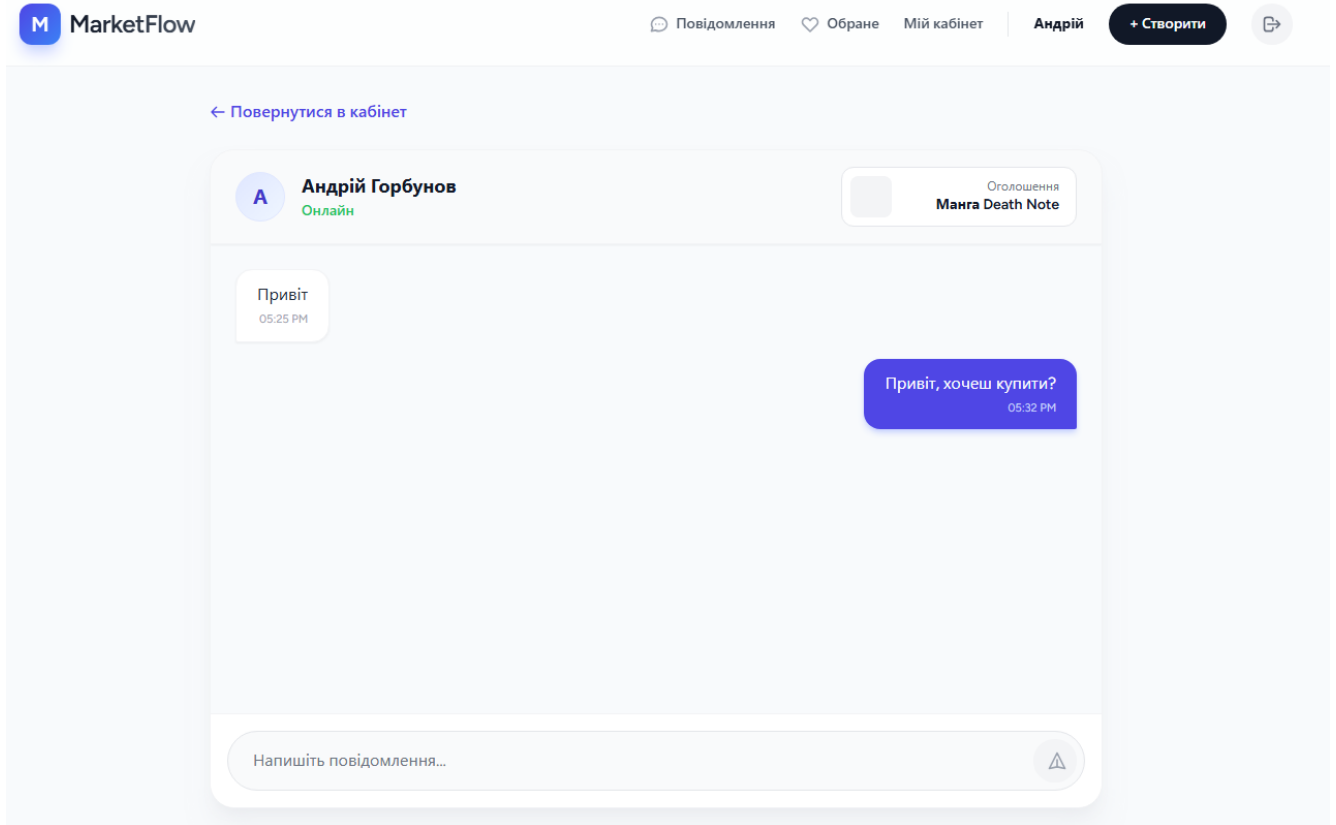 M MarketFlow
Повідомлення Обране Мій кабінет Андрій + Створити
← Повернутися в кабінет
А Андрій Горбунов
Онлайн
Оголошення
Манга Death Note
Привіт
05:25 PM
Привіт, хочеш купити?
05:32 PM
Напишіть повідомлення...